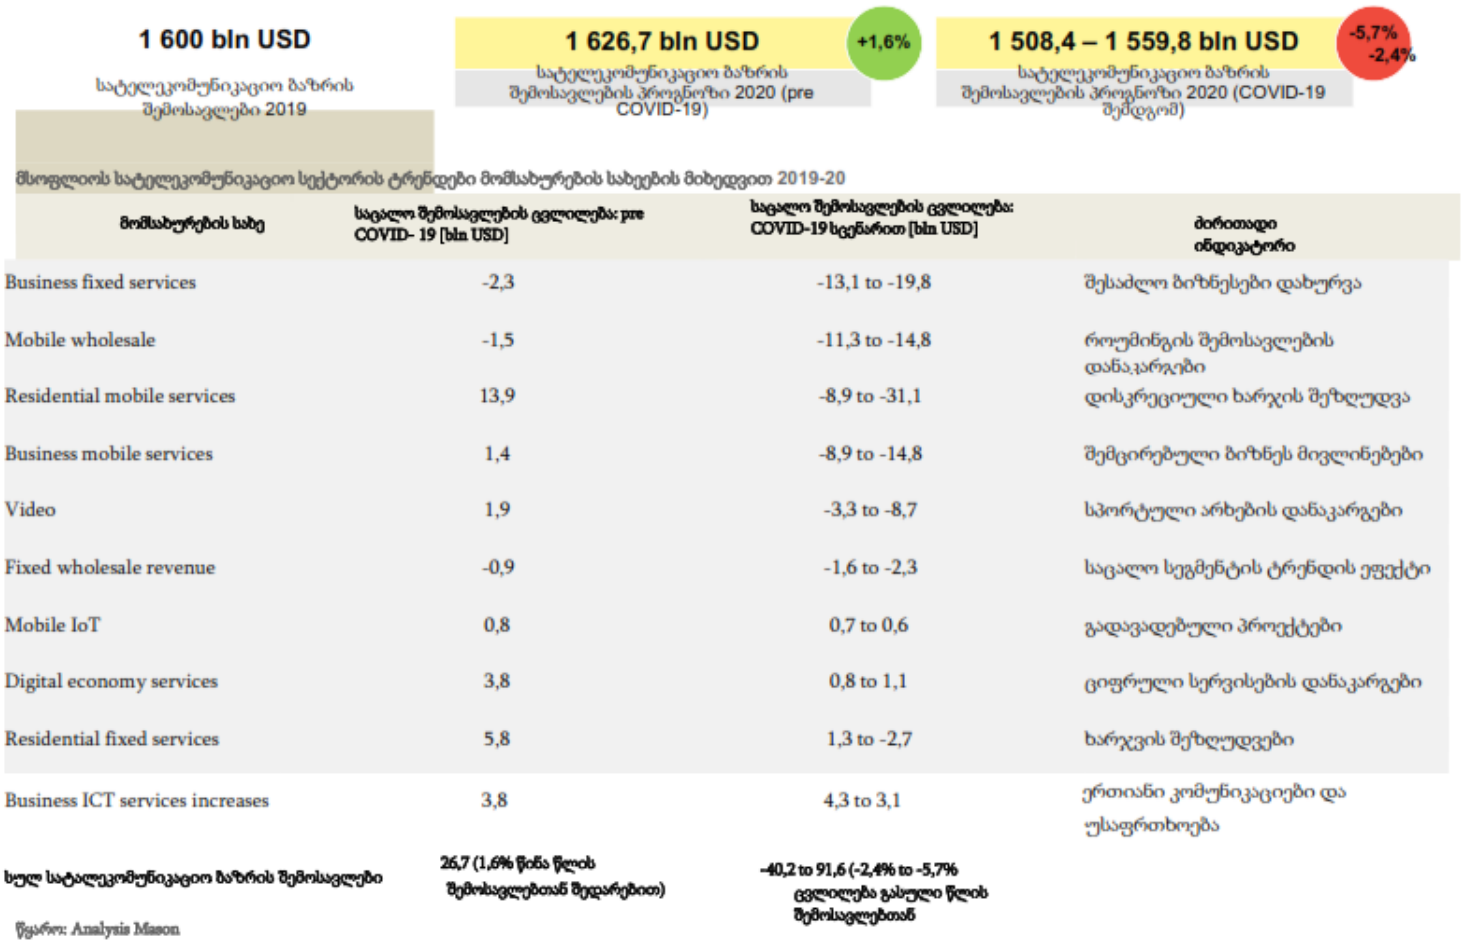 1 600 bln USD
სატელეკომუნიკაციო ბაზრის
შემოსავლები 2019
1 626,7 bln USD
+1,6%
სატელეკომუნიკაციო ბაზრის
შემოსავლების პროგნოზი 2020 (pre
COVID-19)
1 508,4 – 1 559,8 bln USD
-5,7%
-2,4%
სატელეკომუნიკაციო ბაზრის
შემოსავლების პროგნოზი 2020 (COVID-19
შემდგომ)
მსოფლიოს სატელეკომუნიკაციო სექტორის ტრენდები მომსახურების სახეების მიხედვით 2019-20
მომსახურების სახე
საცალო შემოსავლების ცვლილება: pre
COVID- 19 [bln USD]
საცალო შემოსავლების ცვლილება:
COVID-19 სცენარით [bln USD]
ძირითადი
ინდიკატორი
Business fixed services -2,3 -13,1 to -19,8 შესაძლო ბიზნესები დახურვა
Mobile wholesale -1,5 -11,3 to -14,8 როუმინგის შემოსავლების
დანაკარგები
Residential mobile services 13,9 -8,9 to -31,1 დისკრეციული ხარჯის შეზღუდვა
Business mobile services 1,4 -8,9 to -14,8 შემცირებული ბიზნეს მივლინებები
Video 1,9 -3,3 to -8,7 სპორტული არხების დანაკარგები
Fixed wholesale revenue -0,9 -1,6 to -2,3 საცალო სეგმენტის ტრენდის ეფექტი
Mobile IoT 0,8 0,7 to 0,6 გადავადებული პროექტები
Digital economy services 3,8 0,8 to 1,1 ციფრული სერვისების დანაკარგები
Residential fixed services 5,8 1,3 to -2,7 ხარჯვის შეზღუდვები
Business ICT services increases 3,8 4,3 to 3,1 ერთიანი კომუნიკაციები და
უსაფრთხოება
სულ სატალეკომუნიკაციო ბაზრის შემოსავლები
26,7 (1,6% წინა წლის
შემოსავლებთან შედარებით)
-40,2 to 91,6 (-2,4% to -5,7%
ცვლილება გასული წლის
შემოსავლებთან
წყარო: Analysis Mason